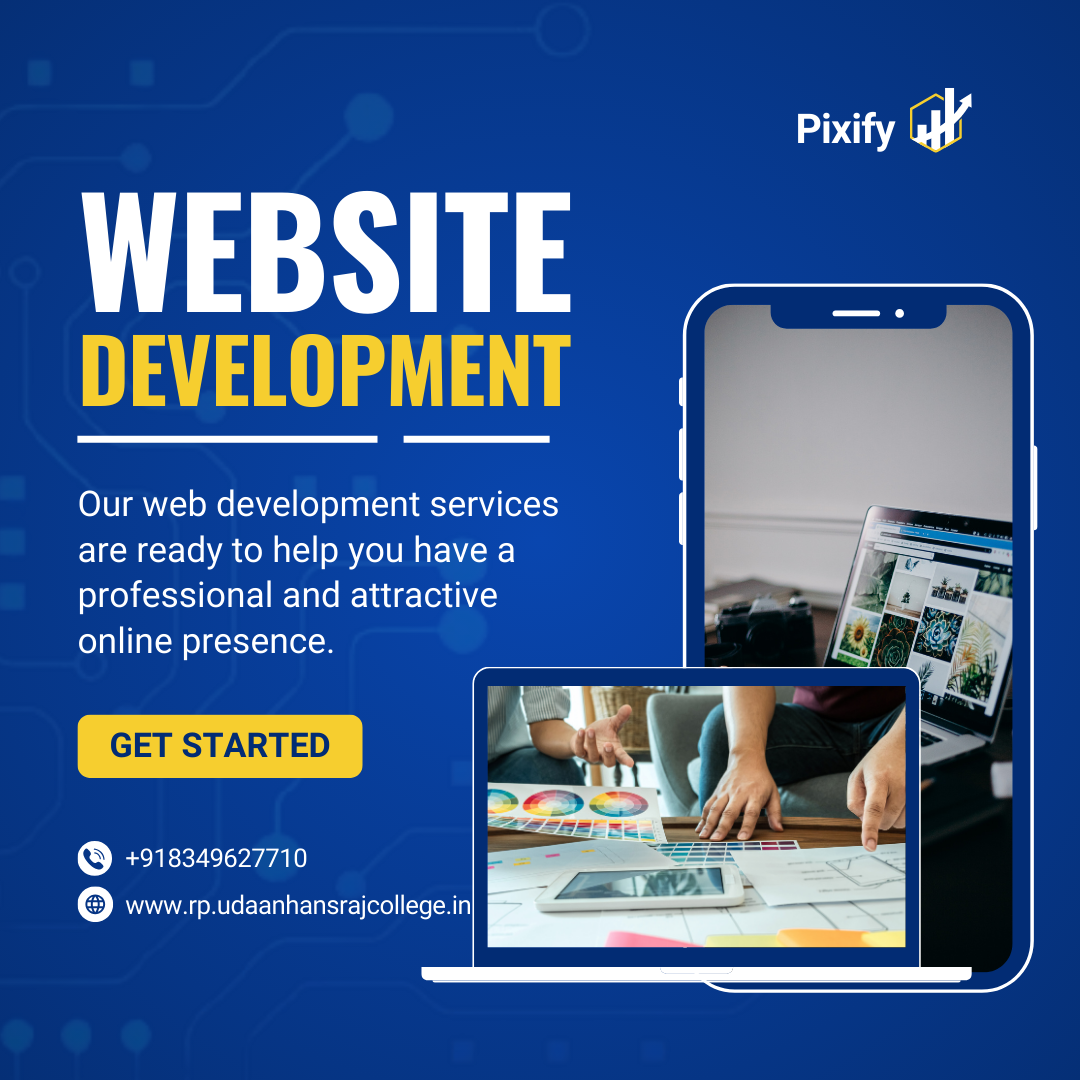 Pixify
WEBSITE
DEVELOPMENT
Our web development services
are ready to help you have a
professional and attractive
online presence.
GET STARTED
+918349627710
www.rp.udaanhansrajcollege.in